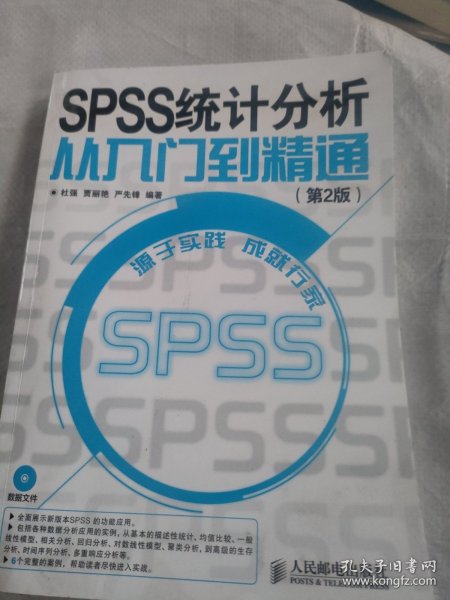 SPSS统计分析
从入门到精通
（第2版）
杜强 贾丽艳 严先锋 编著
源于实践 成就行家
SPSS
数据文件
全面展示新版本SPSS 的功能应用。
包括各种数据分析应用的实例，从基本的描述性统计、均值比较、一般
线性模型、相关分析、回归分析、对数线性模型、聚类分析，到高级的生存
分析、时间序列分析、多重响应分析等。
6个完整的案例，帮助读者尽快进入实战。
人民邮电出版社
POSTS & TELECOM PRESS
孔夫子旧书网
kongfz.com